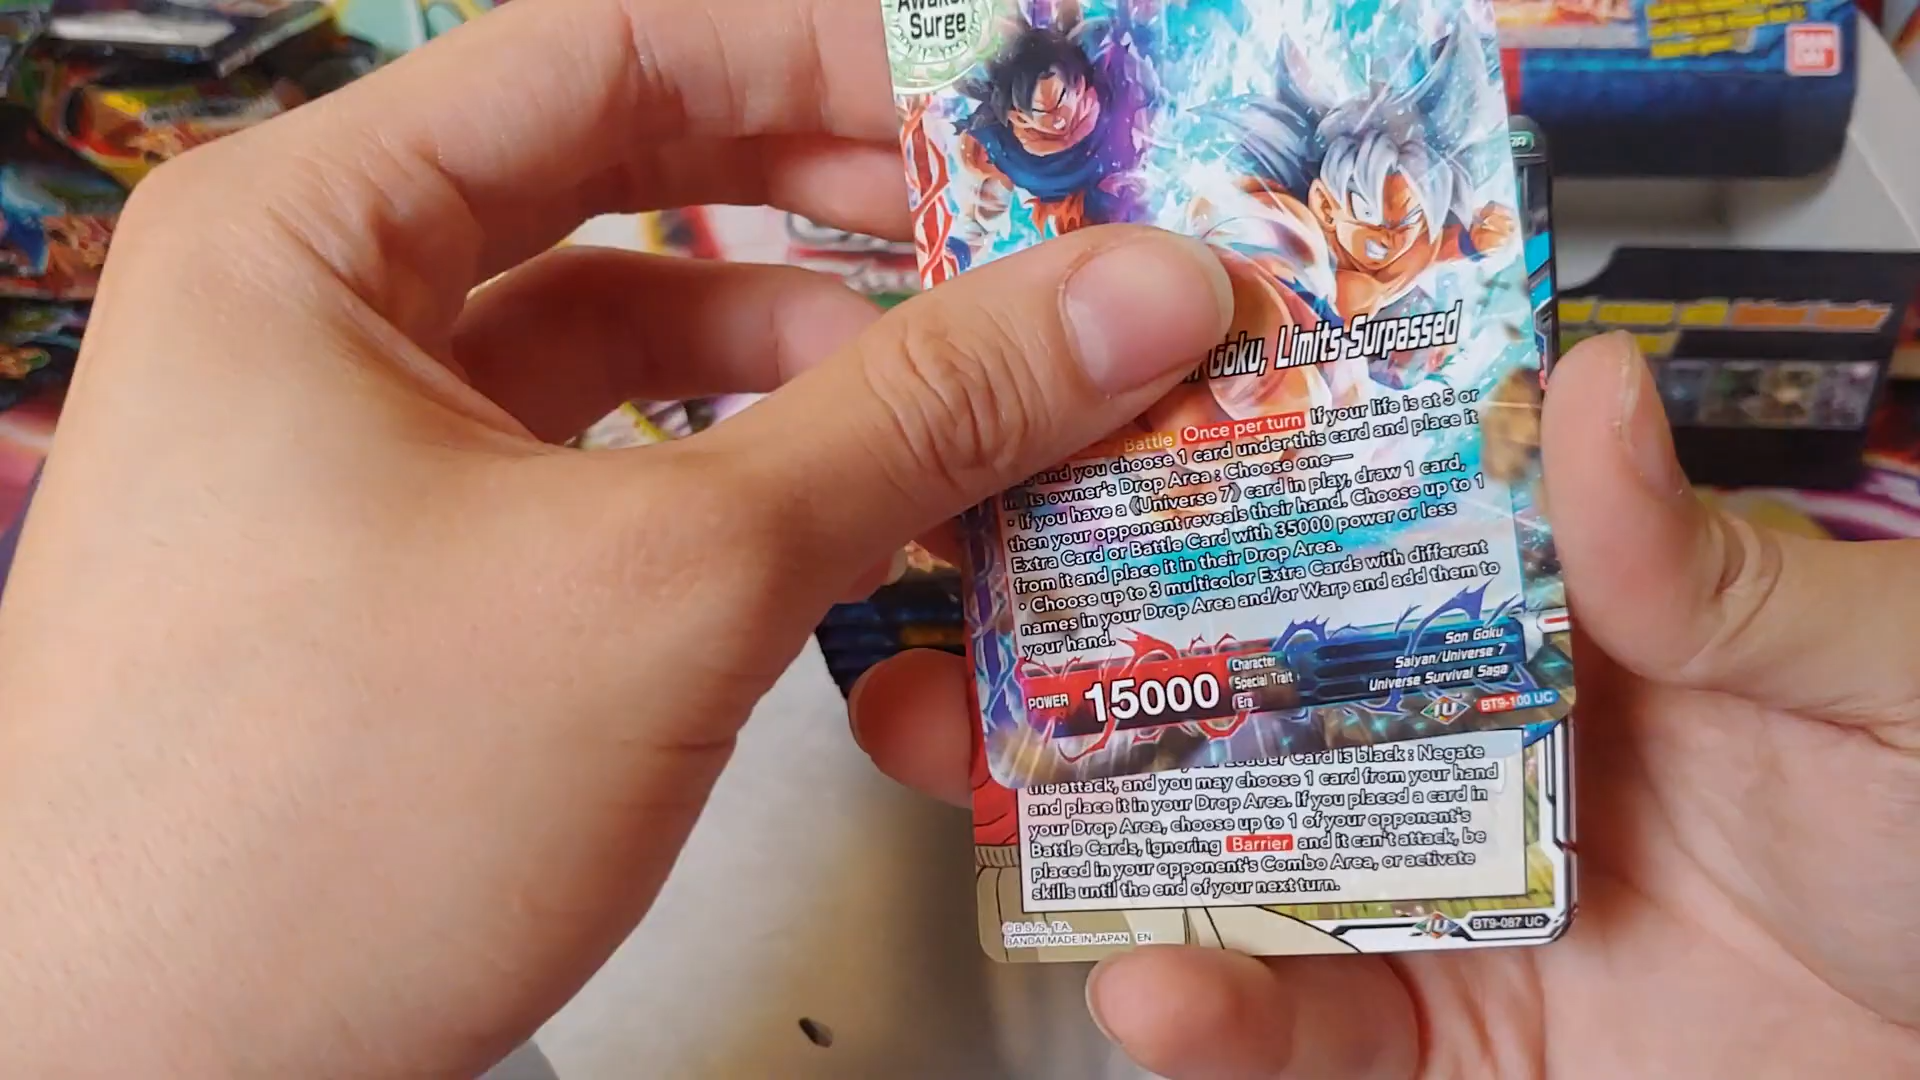 Surge
Goku, Limits Surpassed
Battle Once per turn If your life is at 5 or
and you choose 1 card under this card and place it
its owner's Drop Area : Choose one—
・If you have a 《Universe 7》 card in play, draw 1 card,
then your opponent reveals their hand. Choose up to 1
Extra Card or Battle Card with 35000 power or less
from it and place it in their Drop Area.
・Choose up to 3 multicolor Extra Cards with different
names in your Drop Area and/or Warp and add them to
your hand.
POWER 15000
Character Son Goku
Special Trait Saiyan/Universe 7
Era Universe Survival Saga
IU BT9-100 UC
Leader Card is black : Negate
the attack, and you may choose 1 card from your hand
and place it in your Drop Area. If you placed a card in
your Drop Area, choose up to 1 of your opponent's
Battle Cards, ignoring Barrier and it can't attack, be
placed in your opponent's Combo Area, or activate
skills until the end of your next turn.
©B.S./S., T.A.
BANDAI MADE IN JAPAN EN
IU BT9-087 UC